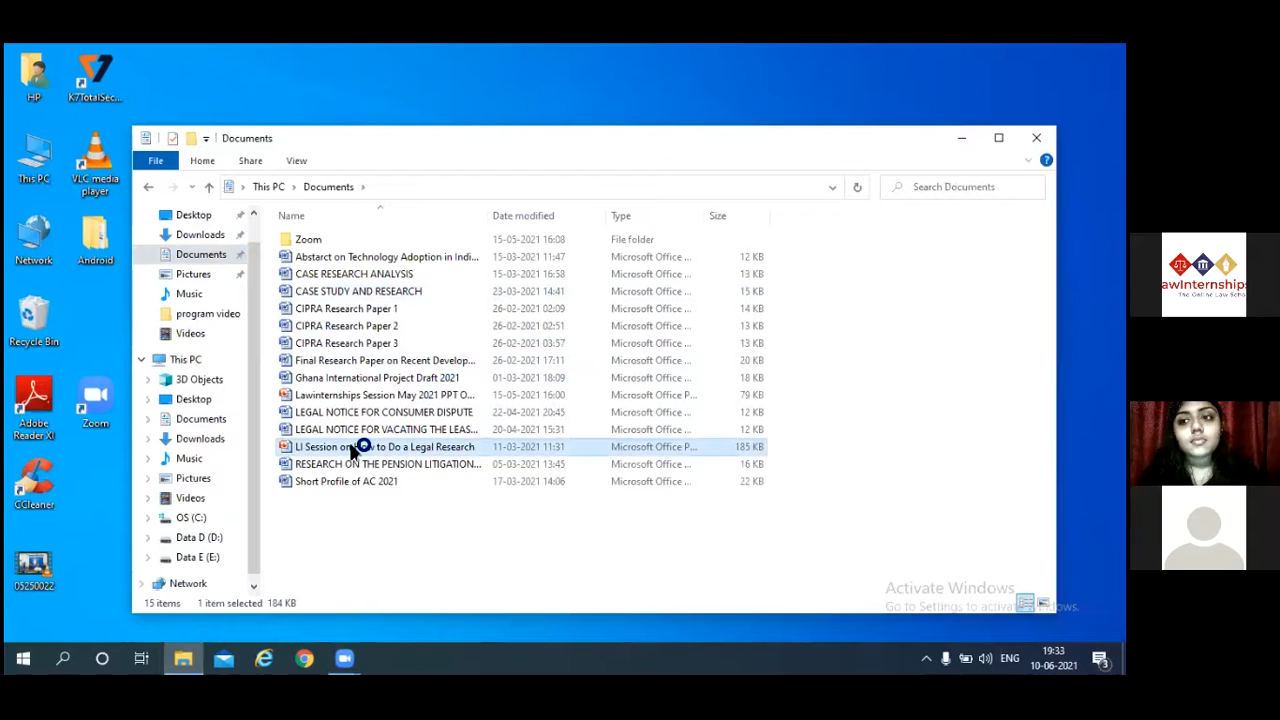 HP
K7TotalSec...
This PC
VLC media
player
Network
Android
Recycle Bin
Adobe
Reader XI
Zoom
CCleaner
05250022
Documents
File
Home
Share
View
This PC
Documents
Search Documents
Name
Date modified
Type
Size
Desktop
Downloads
Documents
Pictures
Music
program video
Videos
This PC
3D Objects
Desktop
Documents
Downloads
Music
Pictures
Videos
OS (C:)
Data D (D:)
Data E (E:)
Network
Zoom 15-05-2021 16:08 File folder
Abstarct on Technology Adoption in Indi... 15-03-2021 11:47 Microsoft Office ... 12 KB
CASE RESEARCH ANALYSIS 15-03-2021 16:58 Microsoft Office ... 13 KB
CASE STUDY AND RESEARCH 23-03-2021 14:41 Microsoft Office ... 15 KB
CIPRA Research Paper 1 26-02-2021 02:09 Microsoft Office ... 14 KB
CIPRA Research Paper 2 26-02-2021 02:51 Microsoft Office ... 13 KB
CIPRA Research Paper 3 26-02-2021 03:57 Microsoft Office ... 13 KB
Final Research Paper on Recent Develop... 26-02-2021 17:11 Microsoft Office ... 20 KB
Ghana International Project Draft 2021 01-03-2021 18:09 Microsoft Office ... 18 KB
Lawinternships Session May 2021 PPT O... 15-05-2021 16:00 Microsoft Office P... 79 KB
LEGAL NOTICE FOR CONSUMER DISPUTE 22-04-2021 20:45 Microsoft Office ... 12 KB
LEGAL NOTICE FOR VACATING THE LEAS... 20-04-2021 15:31 Microsoft Office ... 12 KB
LI Session on to Do a Legal Research 11-03-2021 11:31 Microsoft Office P... 185 KB
RESEARCH ON THE PENSION LITIGATION... 05-03-2021 13:45 Microsoft Office ... 16 KB
Short Profile of AC 2021 17-03-2021 14:06 Microsoft Office ... 22 KB
15 items 1 item selected 184 KB
Activate Windows
Go to Settings to activate Windows.
ENG
19:33
10-06-2021
3
awInternships
The Online Law Scho